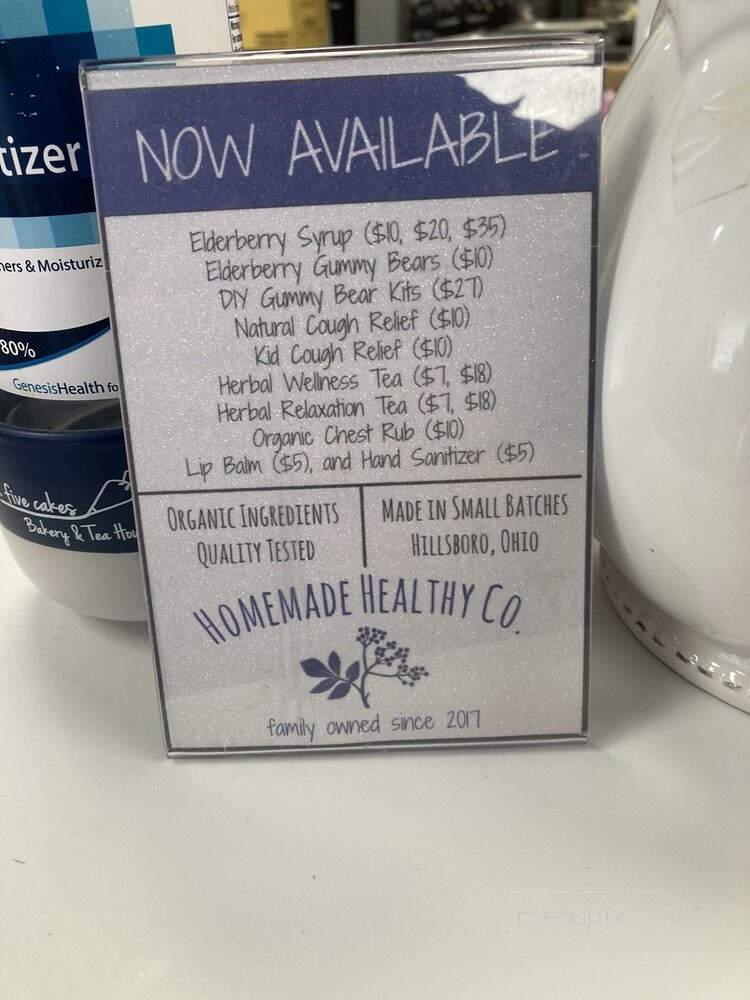 tizer
ners & Moisturiz
80%
GenesisHealth fo
five cakes
Bakery & Tea Hou
NOW AVAILABLE
Elderberry Syrup ($10, $20, $35)
Elderberry Gummy Bears ($10)
DIY Gummy Bear Kits ($27)
Natural Cough Relief ($10)
Kid Cough Relief ($10)
Herbal Wellness Tea ($7, $18)
Herbal Relaxation Tea ($7, $18)
Organic Chest Rub ($10)
Lip Balm ($5), and Hand Sanitizer ($5)
ORGANIC INGREDIENTS
QUALITY TESTED
MADE IN SMALL BATCHES
HILLSBORO, OHIO
HOMEMADE HEALTHY CO.
family owned since 2017
menupix